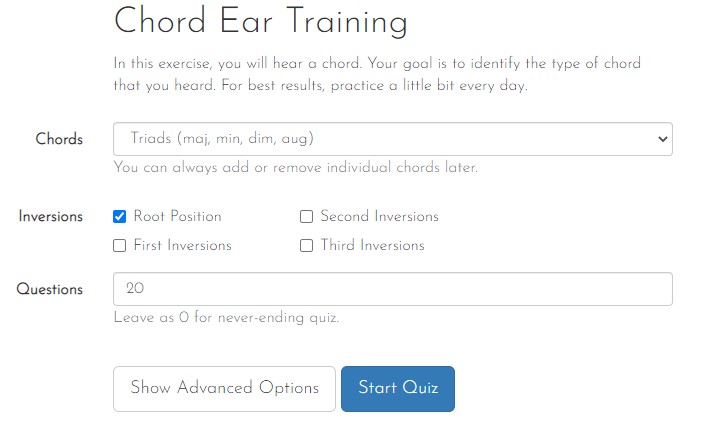 Chord Ear Training
In this exercise, you will hear a chord. Your goal is to identify the type of chord
that you heard. For best results, practice a little bit every day.
Chords
Triads (maj, min, dim, aug)
You can always add or remove individual chords later.
Inversions
Root Position
Second Inversions
First Inversions
Third Inversions
Questions
20
Leave as 0 for never-ending quiz.
Show Advanced Options
Start Quiz